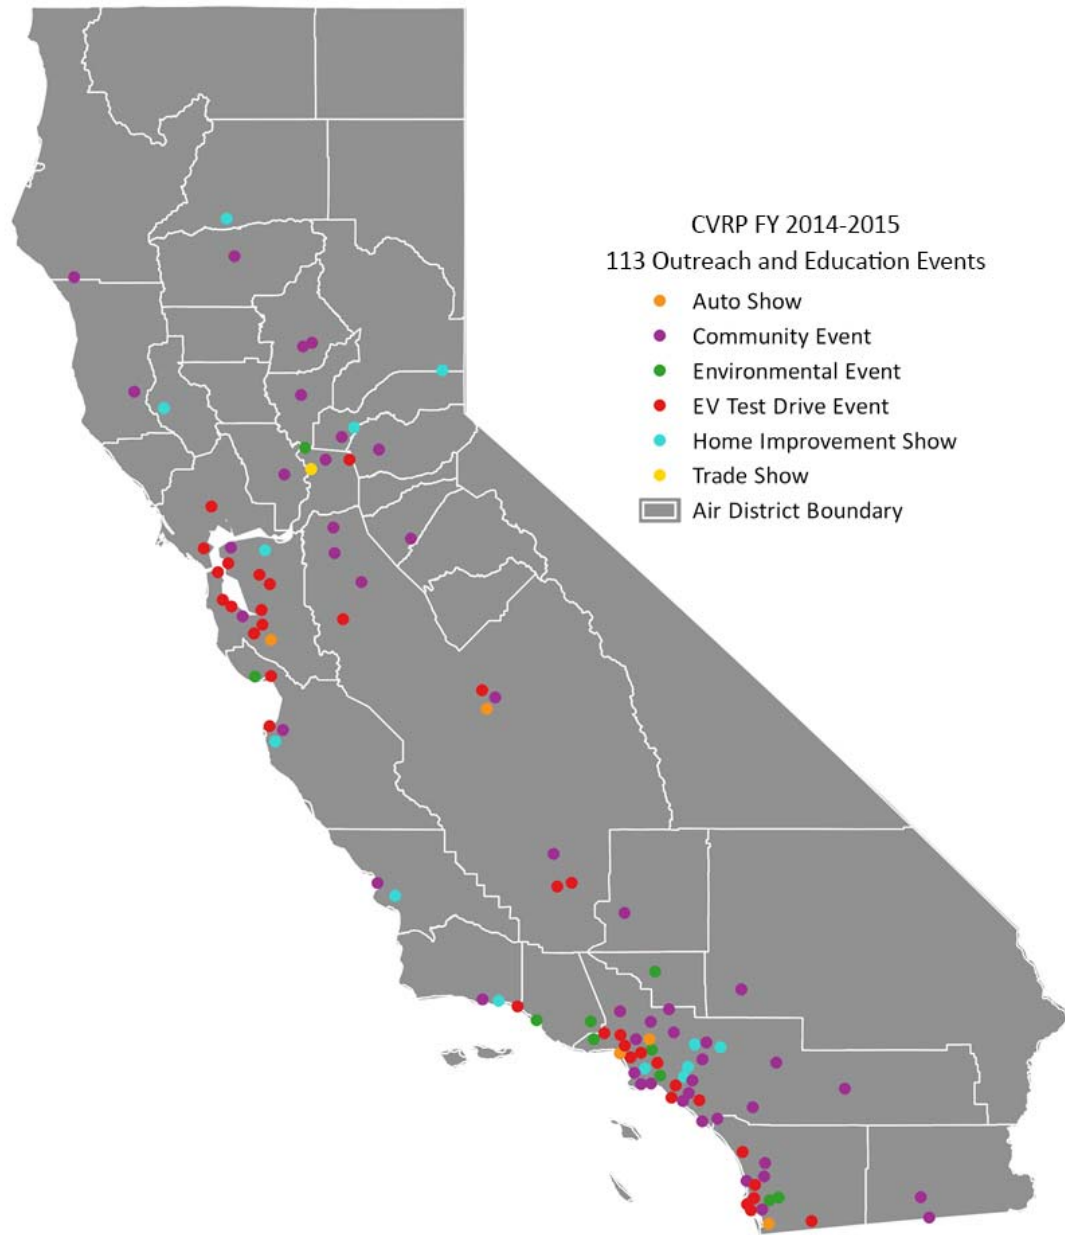 CVRP FY 2014-2015
113 Outreach and Education Events
Auto Show
Community Event
Environmental Event
EV Test Drive Event
Home Improvement Show
Trade Show
Air District Boundary